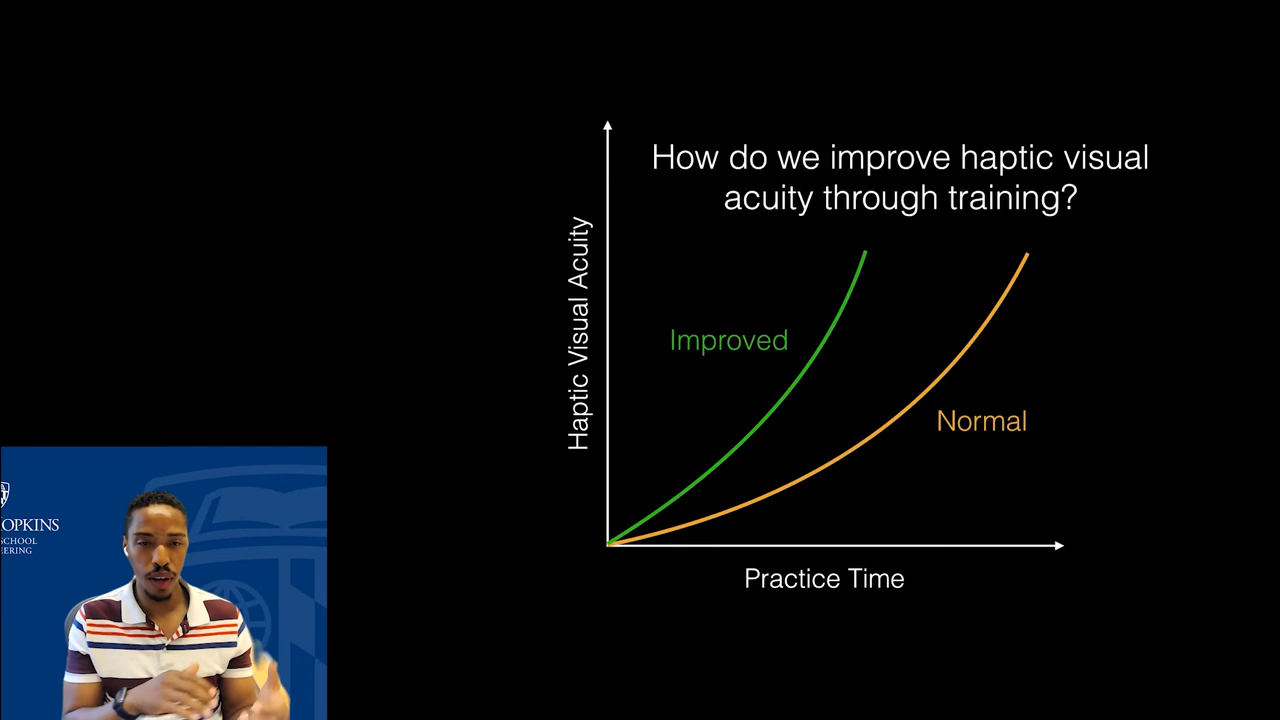 How do we improve haptic visual
acuity through training?
Haptic Visual Acuity
Improved
Normal
Practice Time
OPKINS
SCHOOL
EERING